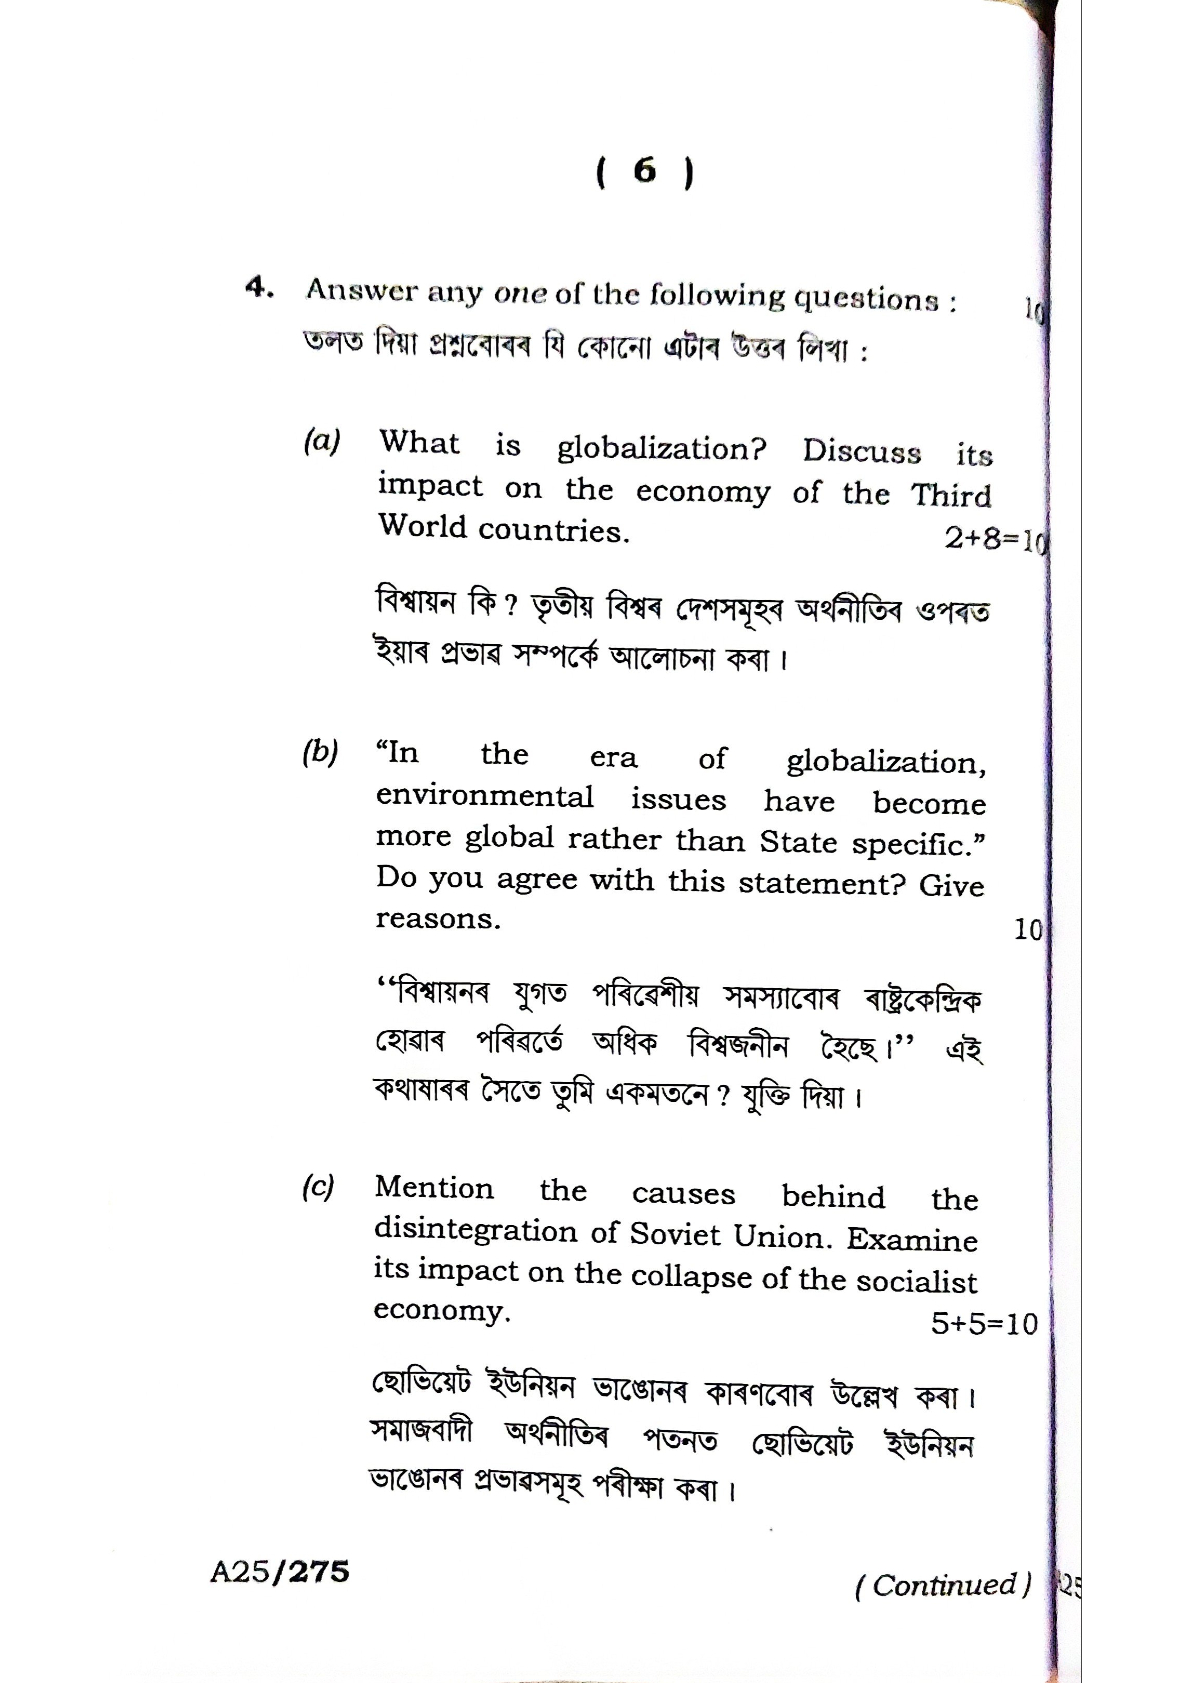 ( 6 )
4. Answer any one of the following questions : 10
তলত দিয়া প্ৰশ্নবোৰৰ যি কোনো এটাৰ উত্তৰ লিখা :
(a) What is globalization? Discuss its
impact on the economy of the Third
World countries. 2+8=10
বিশ্বায়ন কি ? তৃতীয় বিশ্বৰ দেশসমূহৰ অৰ্থনীতিৰ ওপৰত
ইয়াৰ প্ৰভাৱ সম্পৰ্কে আলোচনা কৰা ।
(b) “In the era of globalization,
environmental issues have become
more global rather than State specific.”
Do you agree with this statement? Give
reasons. 10
‘‘বিশ্বায়নৰ যুগত পৰিৱেশীয় সমস্যাবোৰ ৰাষ্ট্ৰকেন্দ্ৰিক
হোৱাৰ পৰিৱৰ্তে অধিক বিশ্বজনীন হৈছে।’’ এই
কথাষাৰৰ সৈতে তুমি একমতনে ? যুক্তি দিয়া ।
(c) Mention the causes behind the
disintegration of Soviet Union. Examine
its impact on the collapse of the socialist
economy. 5+5=10
ছোভিয়েট ইউনিয়ন ভাঙোনৰ কাৰণবোৰ উল্লেখ কৰা ।
সমাজবাদী অৰ্থনীতিৰ পতনত ছোভিয়েট ইউনিয়ন
ভাঙোনৰ প্ৰভাৱসমূহ পৰীক্ষা কৰা ।
A25/275
( Continued )